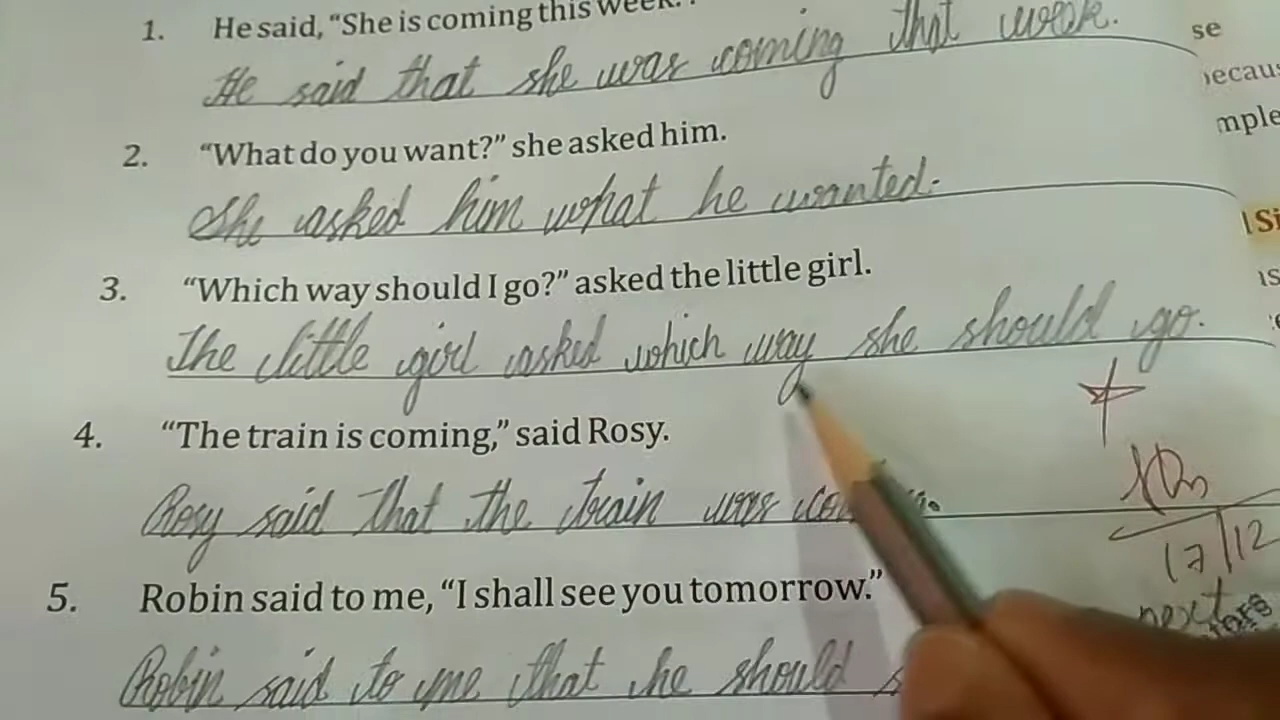 1. He said, "She is coming this week."
He said that she was coming that week.
2. "What do you want?" she asked him.
She asked him what he wanted.
3. "Which way should I go?" asked the little girl.
The little girl asked which way she should go.
4. "The train is coming," said Rosy.
Rosy said that the train was
17/12
5. Robin said to me, "I shall see you tomorrow."
next
Robin said to me that he should
se
mple